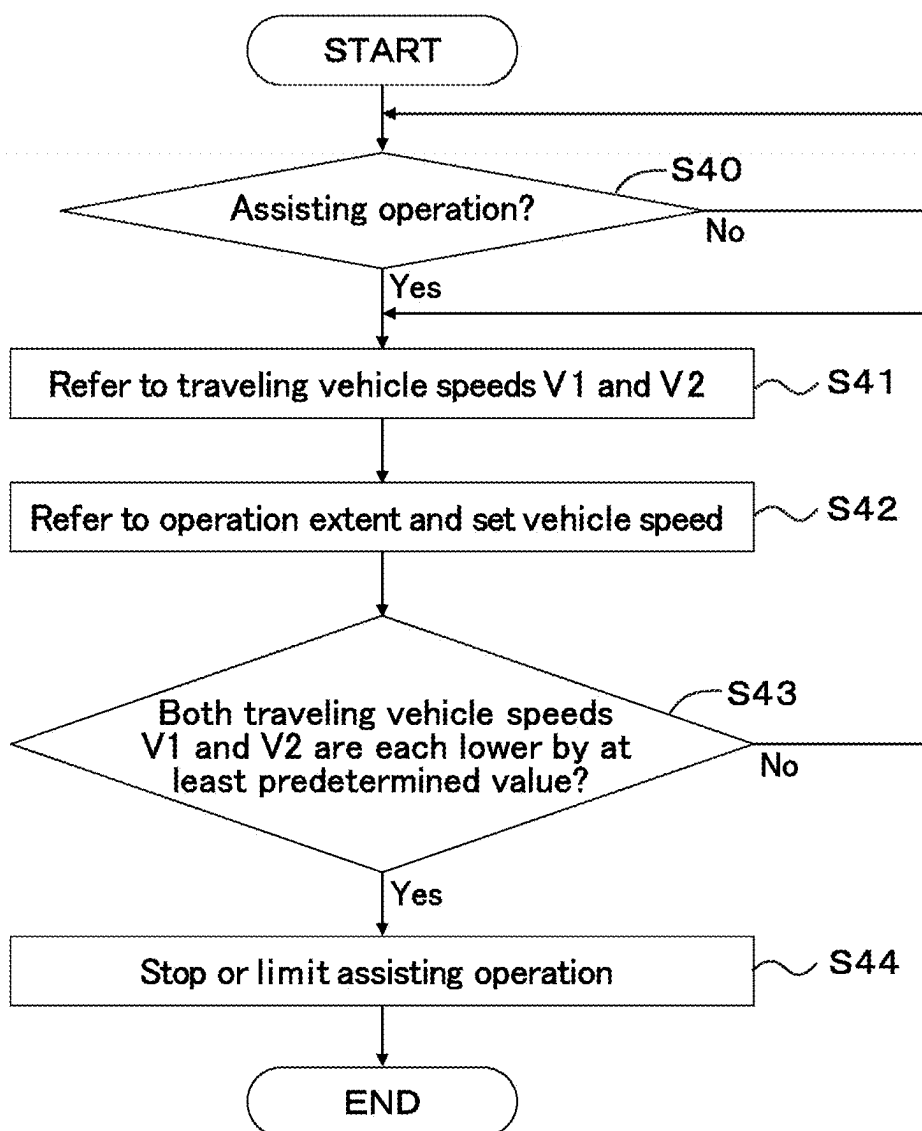 START
S40
Assisting operation?
No
Yes
Refer to traveling vehicle speeds V1 and V2
S41
Refer to operation extent and set vehicle speed
S42
S43
Both traveling vehicle speeds
V1 and V2 are each lower by at
least predetermined value?
No
Yes
Stop or limit assisting operation
S44
END